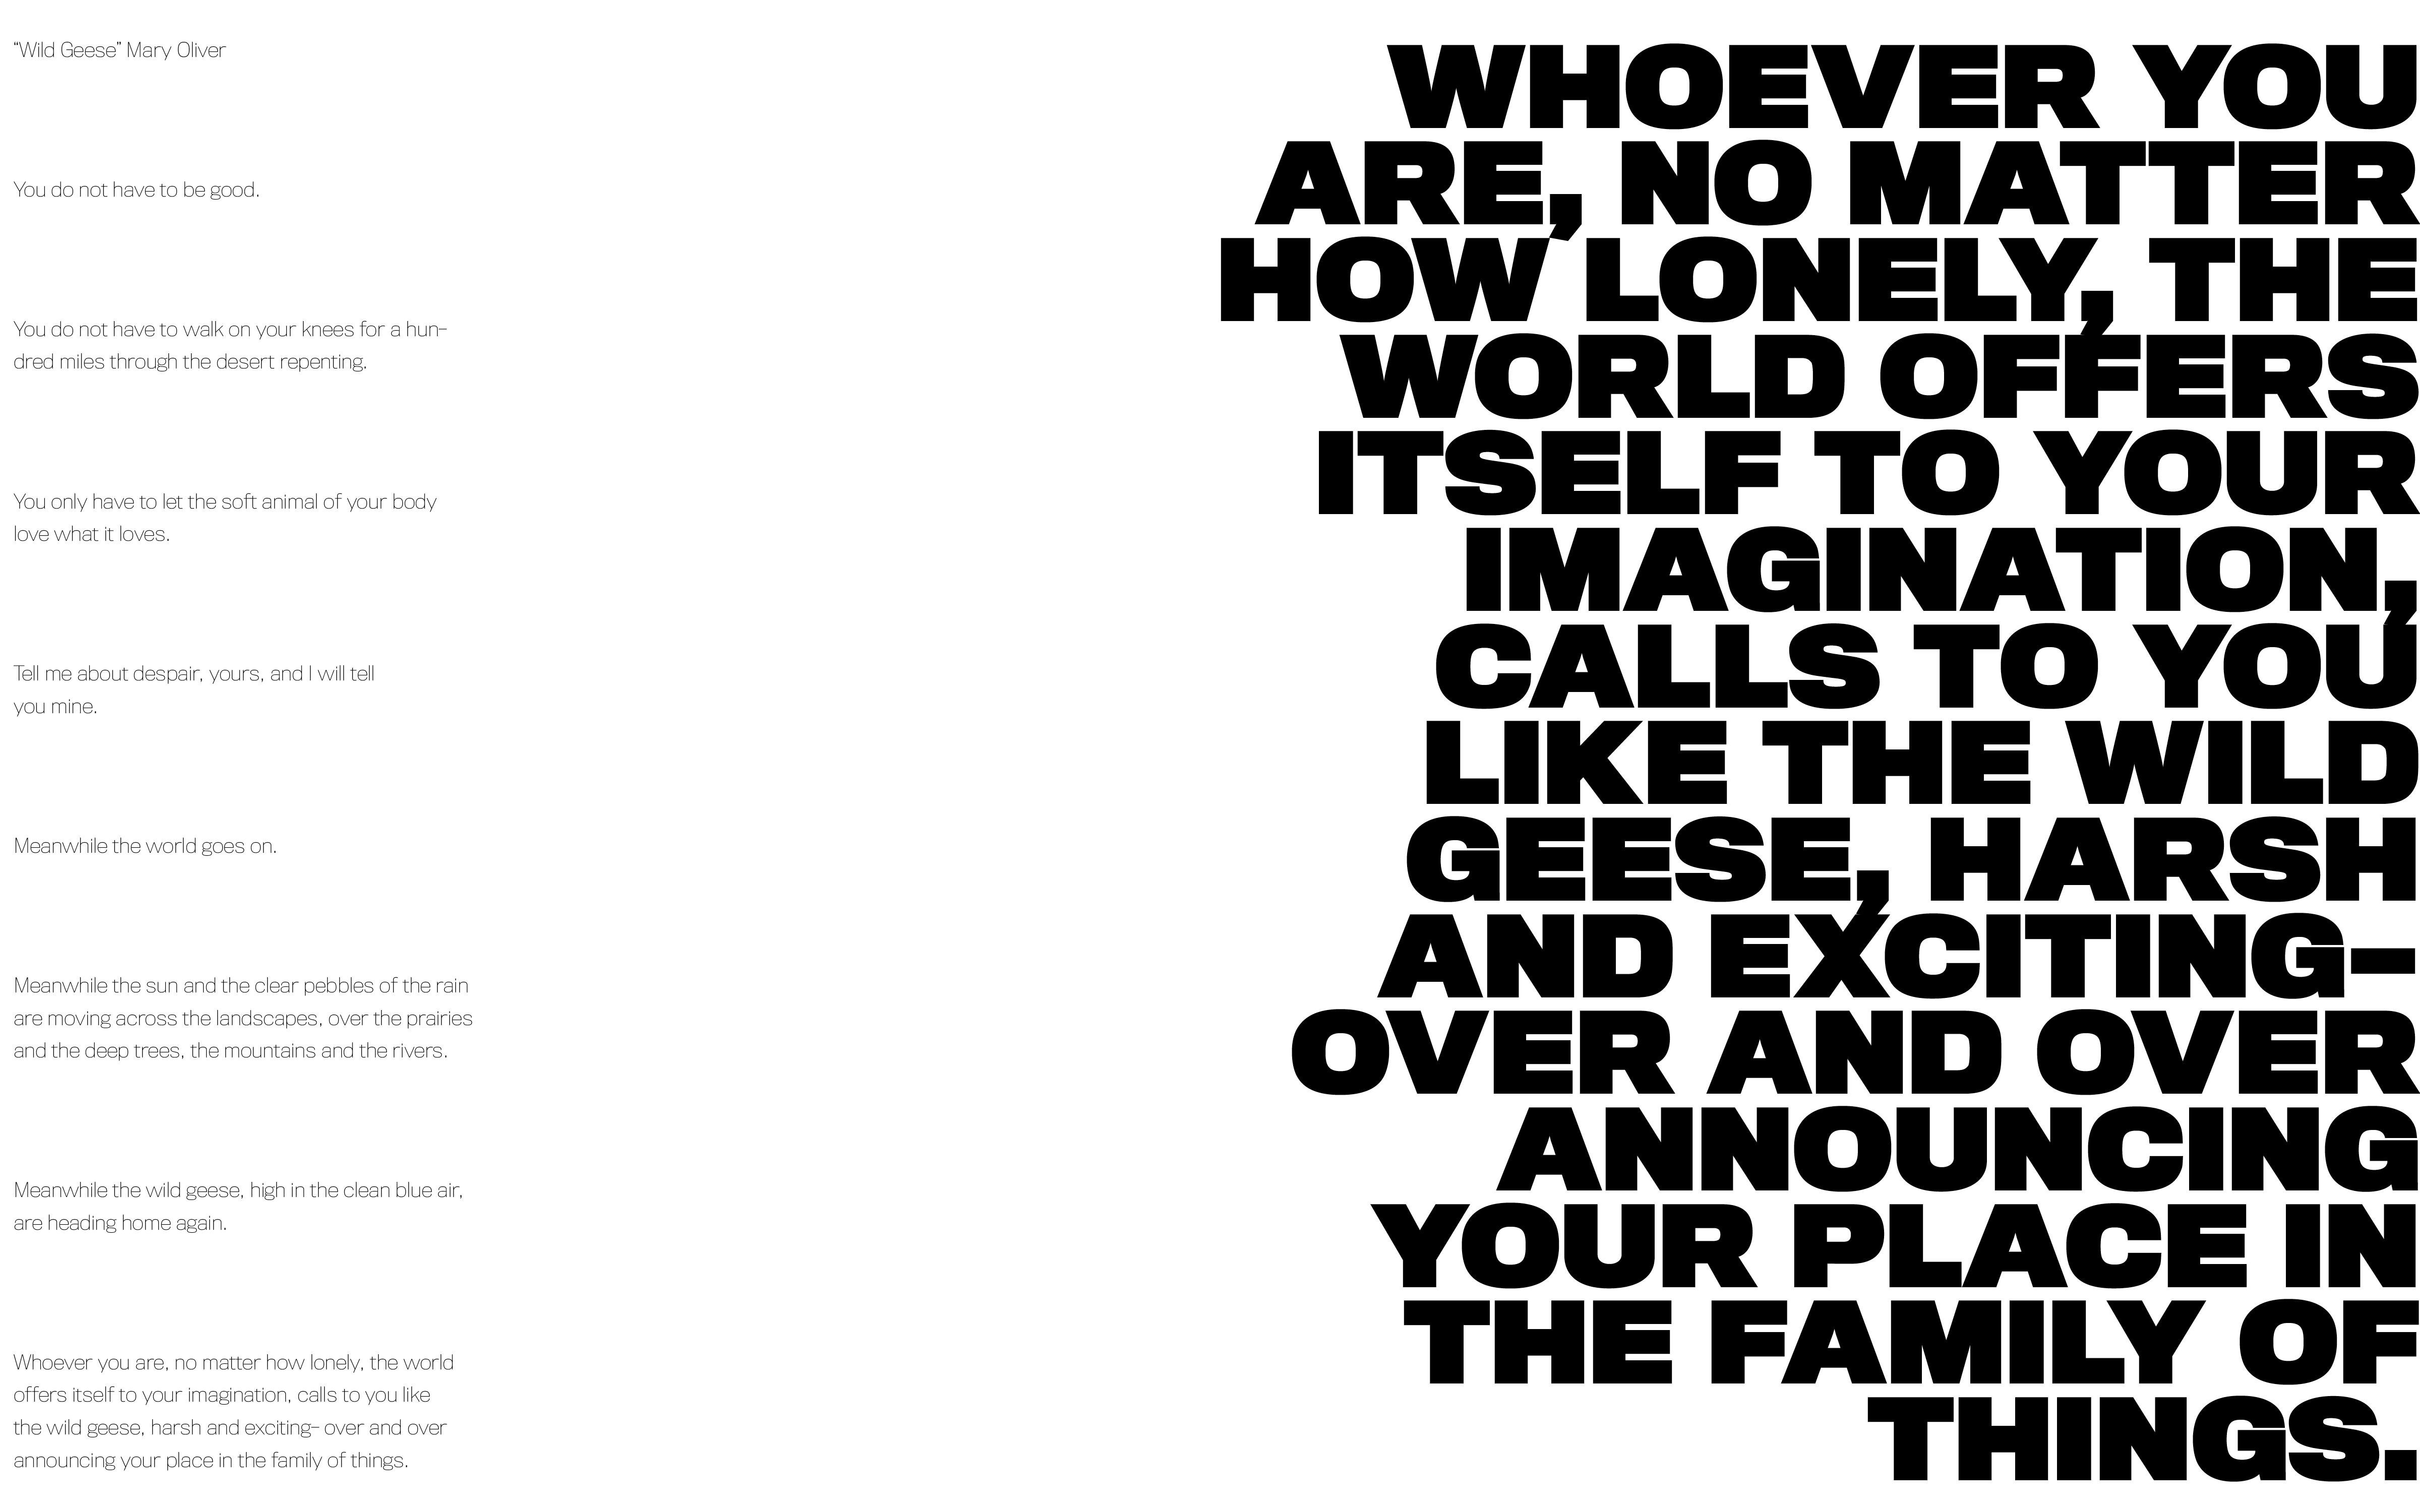 “Wild Geese” Mary Oliver
You do not have to be good.
You do not have to walk on your knees for a hun-
dred miles through the desert repenting.
You only have to let the soft animal of your body
love what it loves.
Tell me about despair, yours, and I will tell
you mine.
Meanwhile the world goes on.
Meanwhile the sun and the clear pebbles of the rain
are moving across the landscapes, over the prairies
and the deep trees, the mountains and the rivers.
Meanwhile the wild geese, high in the clean blue air,
are heading home again.
Whoever you are, no matter how lonely, the world
offers itself to your imagination, calls to you like
the wild geese, harsh and exciting– over and over
announcing your place in the family of things.
WHOEVER YOU
ARE, NO MATTER
HOW LONELY, THE
WORLD OFFERS
ITSELF TO YOUR
IMAGINATION,
CALLS TO YOU
LIKE THE WILD
GEESE, HARSH
AND EXCITING–
OVER AND OVER
ANNOUNCING
YOUR PLACE IN
THE FAMILY OF
THINGS.